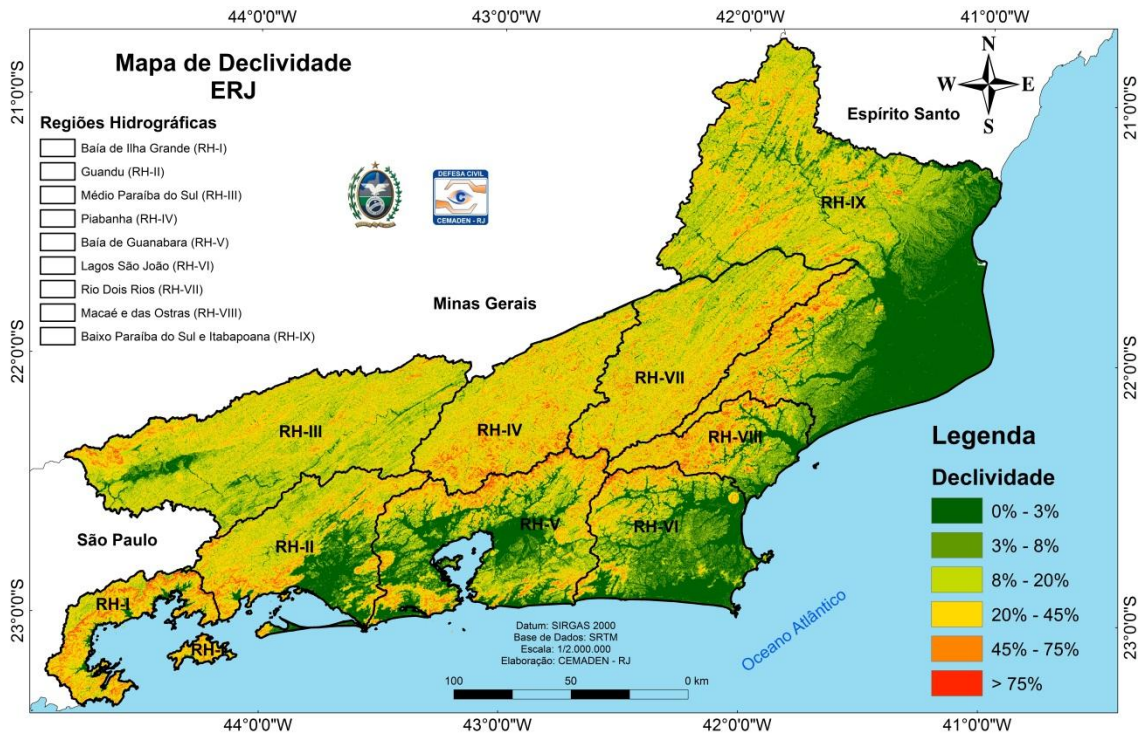 44°0'0"W 43°0'0"W 42°0'0"W 41°0'0"W
Mapa de Declividade
ERJ
N
W E
S
21°0'0"S
21°0'0"S
Espírito Santo
Regiões Hidrográficas
Baía de Ilha Grande (RH-I)
Guandu (RH-II)
Médio Paraíba do Sul (RH-III)
Piabanha (RH-IV)
Baía de Guanabara (RH-V)
Lagos São João (RH-VI)
Rio Dois Rios (RH-VII)
Macaé e das Ostras (RH-VIII)
Baixo Paraíba do Sul e Itabapoana (RH-IX)
DEFESA CIVIL
CEMADEN - RJ
RH-IX
Minas Gerais
22°0'0"S
22°0'0"S
RH-VII
RH-III
RH-IV
RH-VIII
RH-V
RH-VI
São Paulo
RH-II
RH-I
RH-I
23°0'0"S
23°0'0"S
Legenda
Declividade
0% - 3%
3% - 8%
8% - 20%
20% - 45%
45% - 75%
> 75%
Datum: SIRGAS 2000
Base de Dados: SRTM
Escala: 1/2.000.000
Elaboração: CEMADEN - RJ
Oceano Atlântico
100 50 0 km
44°0'0"W 43°0'0"W 42°0'0"W 41°0'0"W